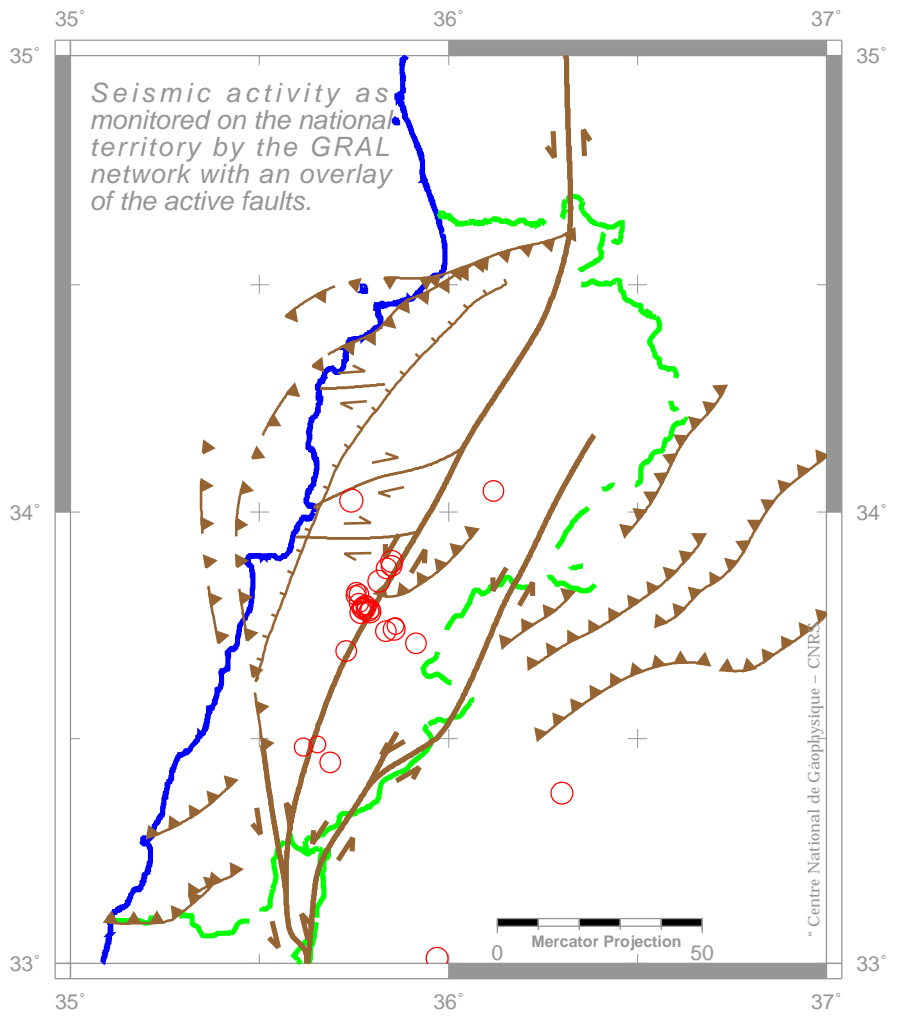 35° 36° 37°
35° 35°
Seismic activity as
monitored on the national
territory by the GRAL
network with an overlay
of the active faults.
34° 34°
“ Centre National de Géophysique – CNRS
Mercator Projection
0 50
33° 33°
35° 36° 37°